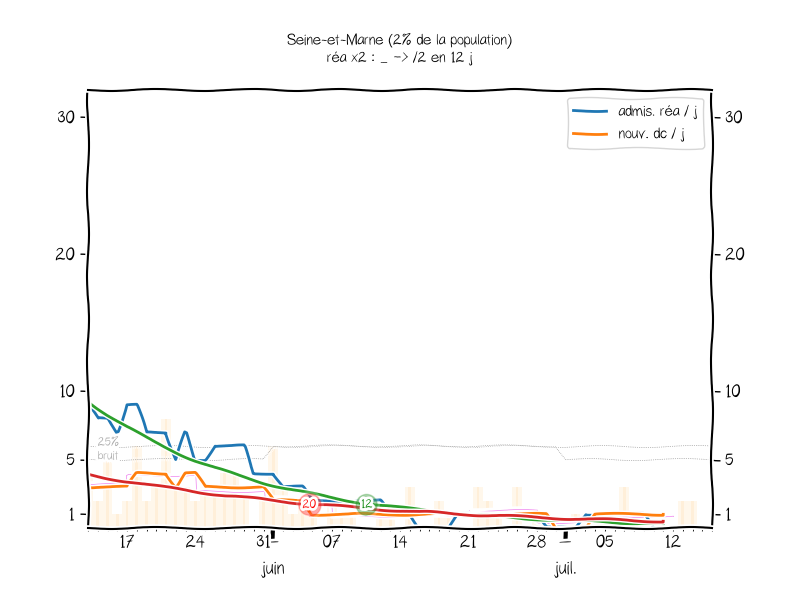 Seine-et-Marne (2% de la population)
réa x2 : _ -> /2 en 12 j
admis. réa / j
nouv. dc / j
30
30
20
20
10
10
25%
bruit
5
5
20
12
1
1
17 24 31 07 14 21 28 05 12
juin juil.